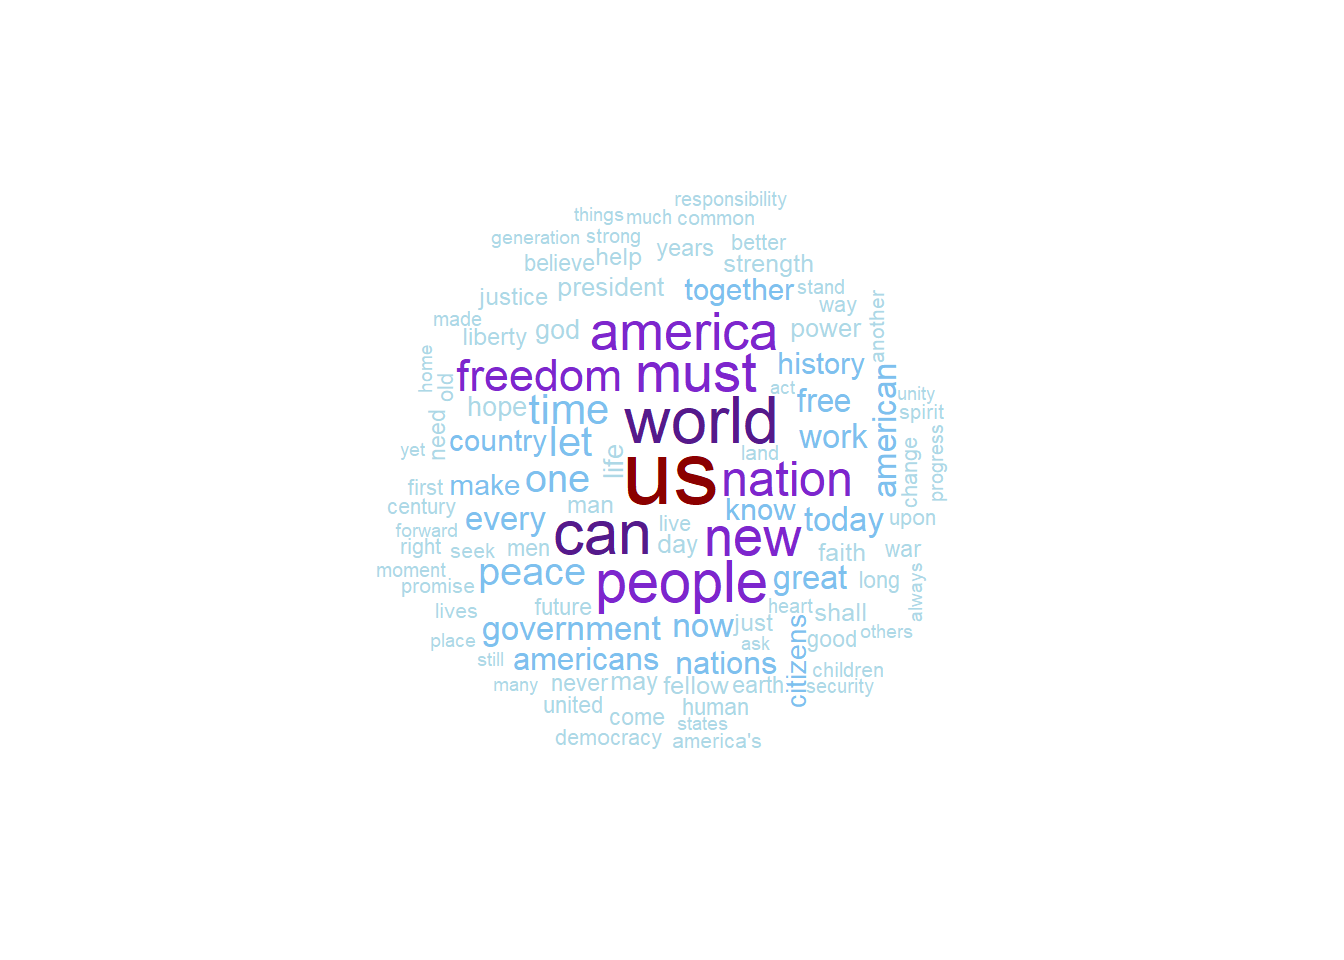 responsibility
things much common
generation strong years better
believe help strength
justice president together stand
made liberty god america power way another
home freedom must history
old hope time world act free american unity spirit
need country let work
yet life us land nation change progress
first make one
century every man know today upon
forward can live new
right seek men day faith war
moment peace people great long always
promise
lives future heart shall
place government now just good others
still americans nations ask citizens children
many never may fellow earth security
united come human
states
democracy america's